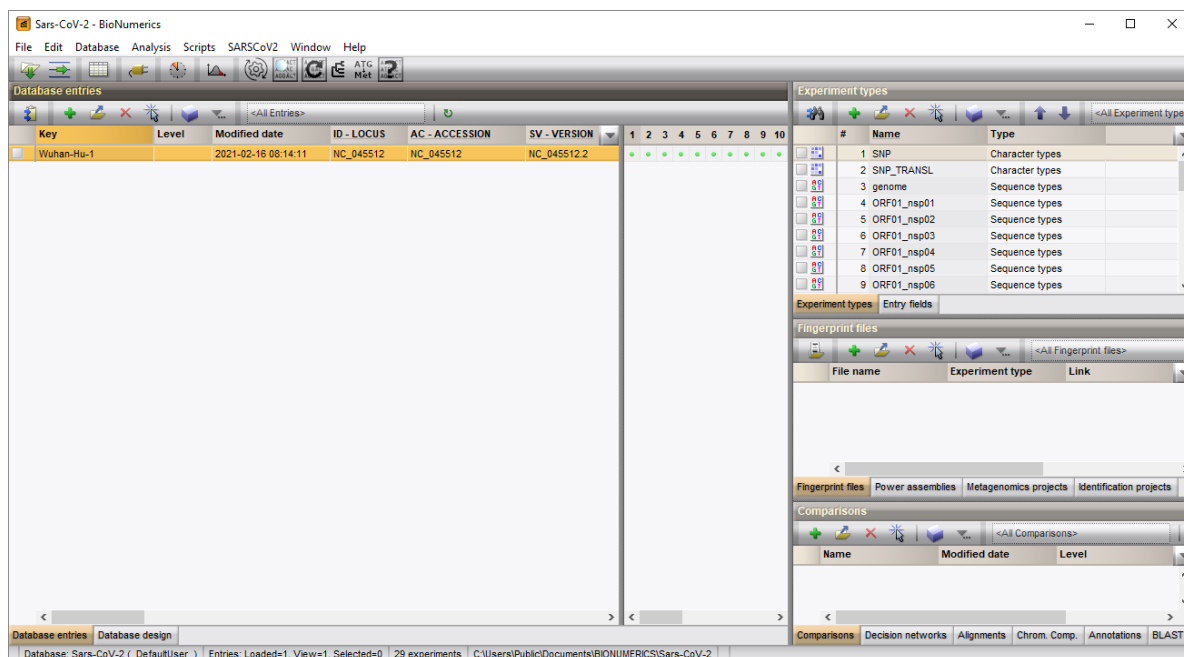 Sars-CoV-2 - BioNumerics
File Edit Database Analysis Scripts SARSCoV2 Window Help
ATG
Met
Database entries
<All Entries>
Key Level Modified date ID - LOCUS AC - ACCESSION SV - VERSION 1 2 3 4 5 6 7 8 9 10
Wuhan-Hu-1 2021-02-16 08:14:11 NC_045512 NC_045512 NC_045512.2
Database entries Database design
Experiment types
<All Experiment type
# Name Type
1 SNP Character types
2 SNP_TRANSL Character types
3 genome Sequence types
4 ORF01_nsp01 Sequence types
5 ORF01_nsp02 Sequence types
6 ORF01_nsp03 Sequence types
7 ORF01_nsp04 Sequence types
8 ORF01_nsp05 Sequence types
9 ORF01_nsp06 Sequence types
Experiment types Entry fields
Fingerprint files
<All Fingerprint files>
File name Experiment type Link
Fingerprint files Power assemblies Metagenomics projects Identification projects
Comparisons
<All Comparisons>
Name Modified date Level
Comparisons Decision networks Alignments Chrom. Comp. Annotations BLAST
Database: Sars-CoV-2 (_DefaultUser_) Entries: Loaded=1, View=1, Selected=0 29 experiments C:\Users\Public\Documents\BIONUMERICS\Sars-CoV-2